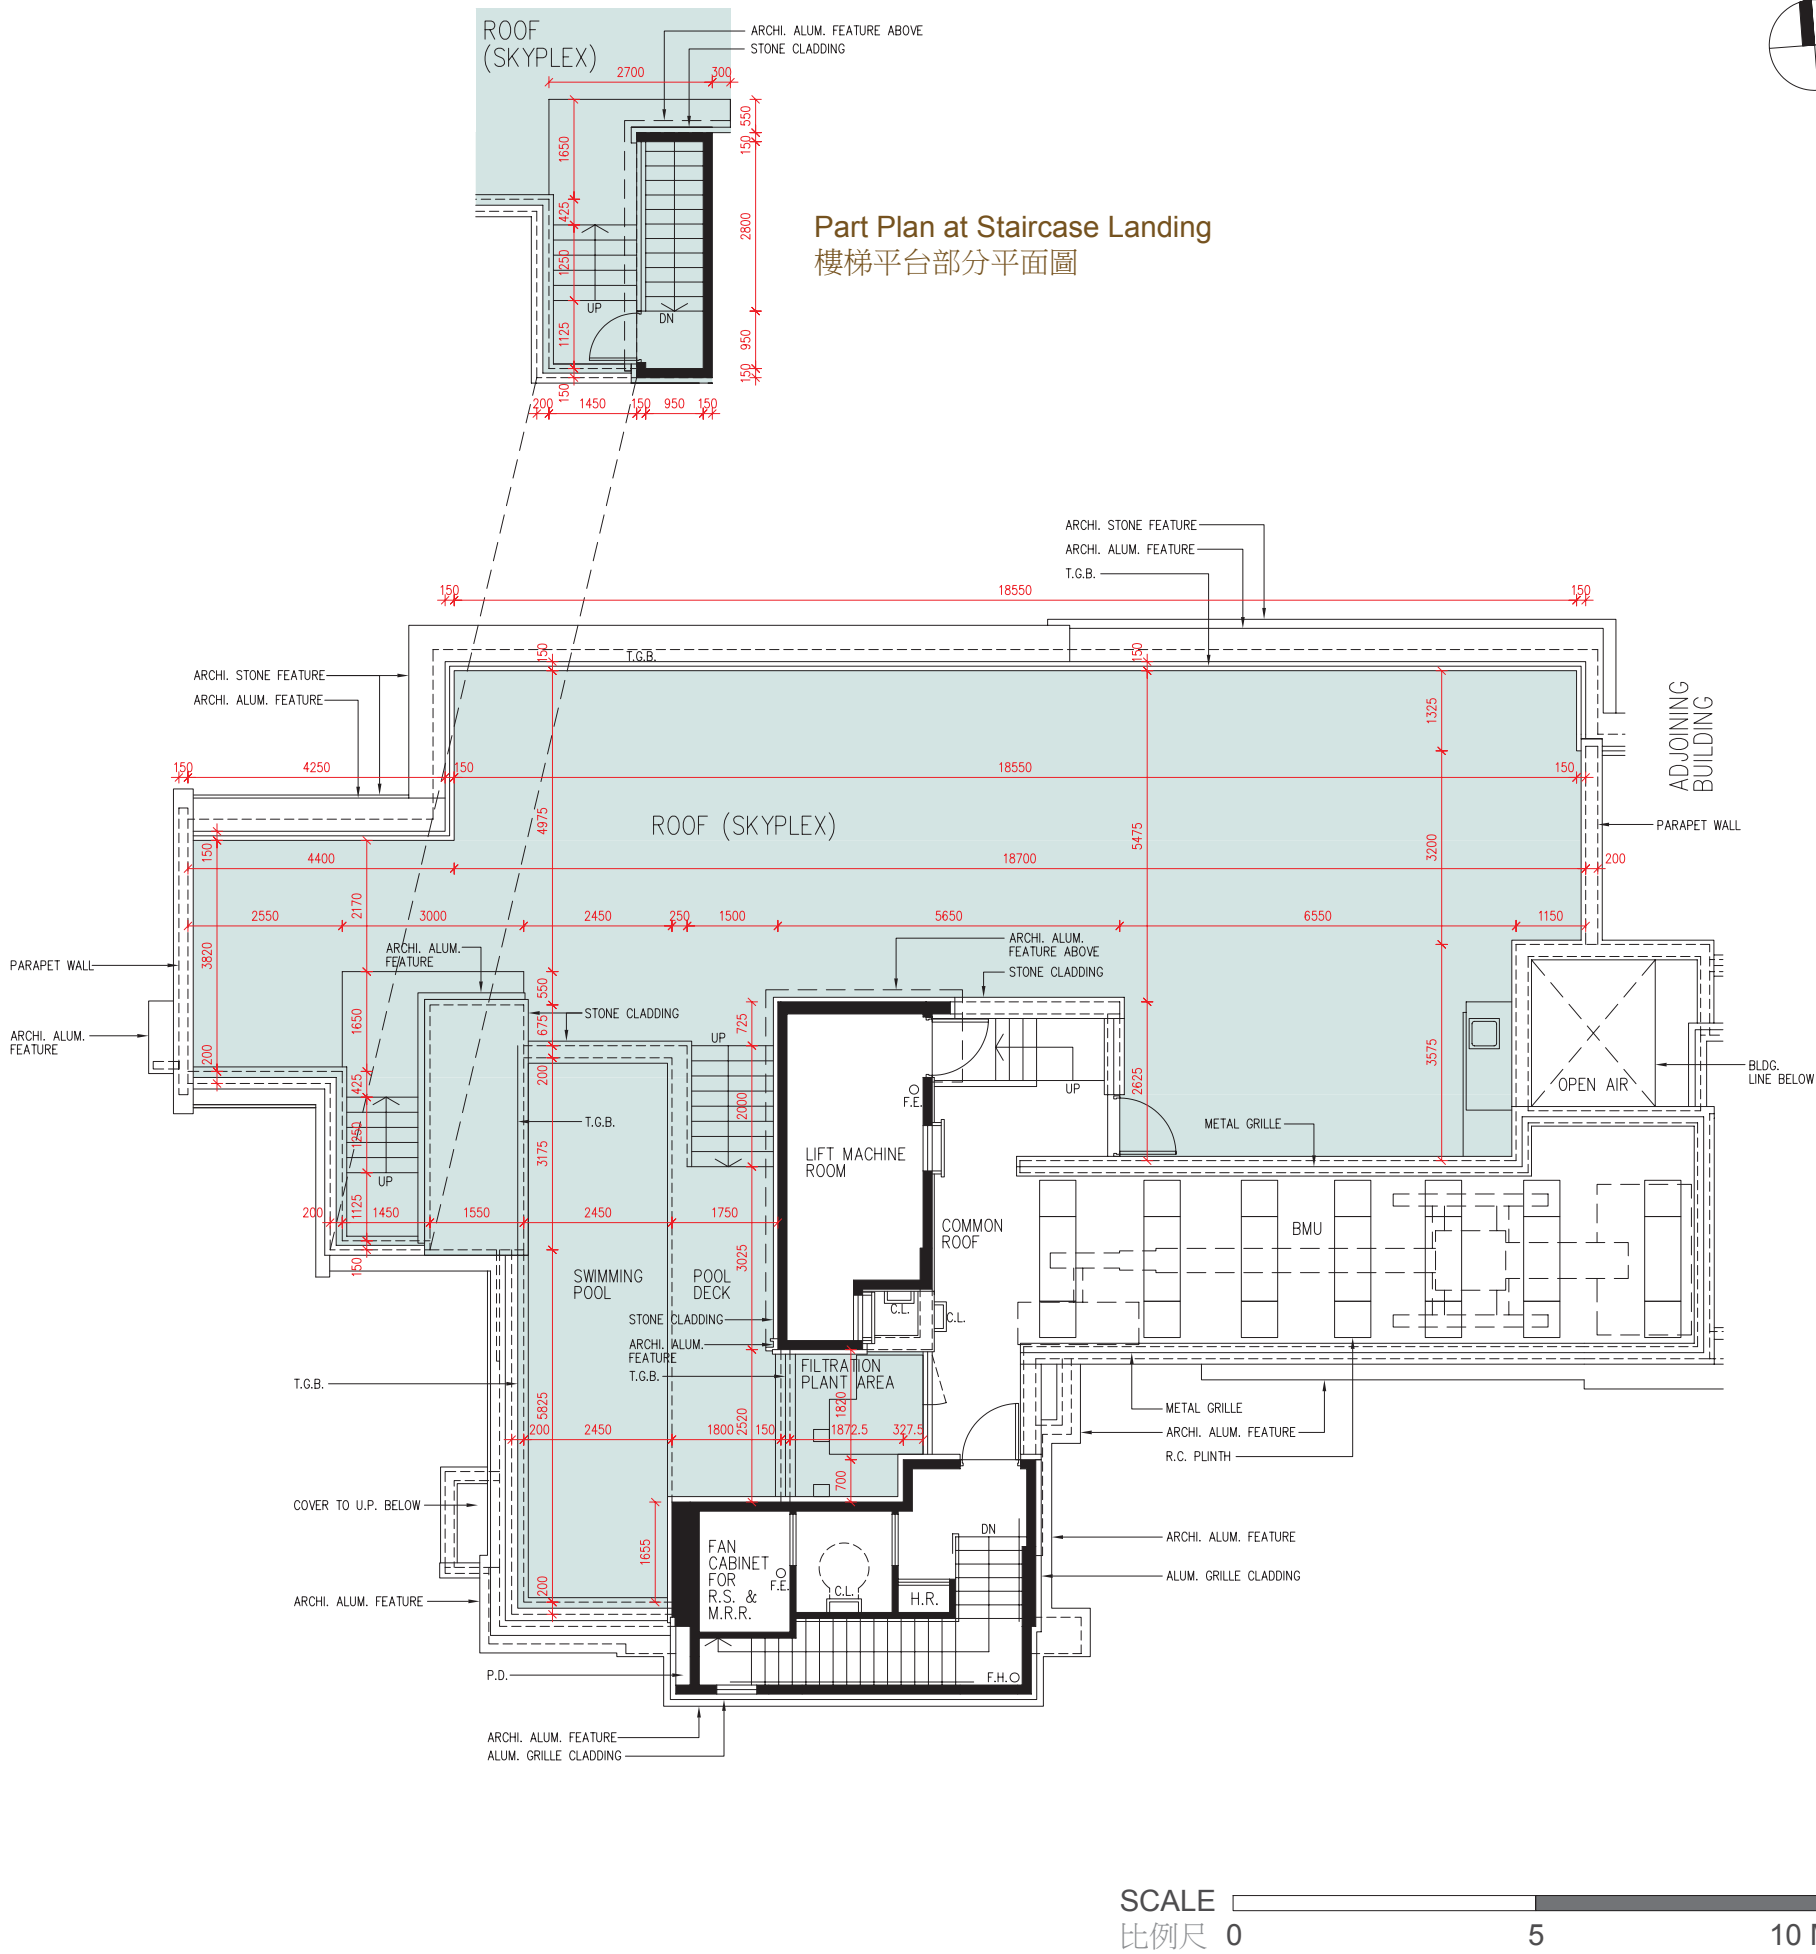 ROOF
(SKYPLEX)
ARCHI. ALUM. FEATURE ABOVE
STONE CLADDING
2700
300
550
150
1650
425
2800
1250
UP
DN
1125
950
150
150
200
1450
150
950
150
Part Plan at Staircase Landing
樓梯平台部分平面圖
ARCHI. STONE FEATURE
ARCHI. ALUM. FEATURE
T.G.B.
150
18550
150
T.G.B.
150
150
ARCHI. STONE FEATURE
ARCHI. ALUM. FEATURE
ADJOINING
BUILDING
1325
150
4250
150
18550
150
4975
ROOF (SKYPLEX)
PARAPET WALL
5475
3200
150
4400
18700
200
2170
2550
3000
2450
250
1500
5650
6550
1150
3820
ARCHI. ALUM.
FEATURE
ARCHI. ALUM.
FEATURE ABOVE
STONE CLADDING
PARAPET WALL
550
1650
STONE CLADDING
675
725
UP
ARCHI. ALUM.
FEATURE
200
200
425
3575
OPEN AIR
BLDG.
LINE BELOW
F.E.
UP
2625
2000
1250
T.G.B.
METAL GRILLE
3175
LIFT MACHINE
ROOM
UP
1125
200
1450
1550
2450
1750
COMMON
ROOF
BMU
150
3025
SWIMMING
POOL
POOL
DECK
C.L.
C.L.
STONE CLADDING
ARCHI. ALUM.
FEATURE
T.G.B.
FILTRATION
PLANT AREA
T.G.B.
5825
2520
1820
METAL GRILLE
ARCHI. ALUM. FEATURE
R.C. PLINTH
200
2450
1800
150
1872.5
327.5
700
COVER TO U.P. BELOW
1655
DN
ARCHI. ALUM. FEATURE
FAN
CABINET
FOR
R.S. &
M.R.R.
F.E.
C.L.
H.R.
ALUM. GRILLE CLADDING
ARCHI. ALUM. FEATURE
200
P.D.
F.H.
ARCHI. ALUM. FEATURE
ALUM. GRILLE CLADDING
SCALE
比例尺
0
5
10 M